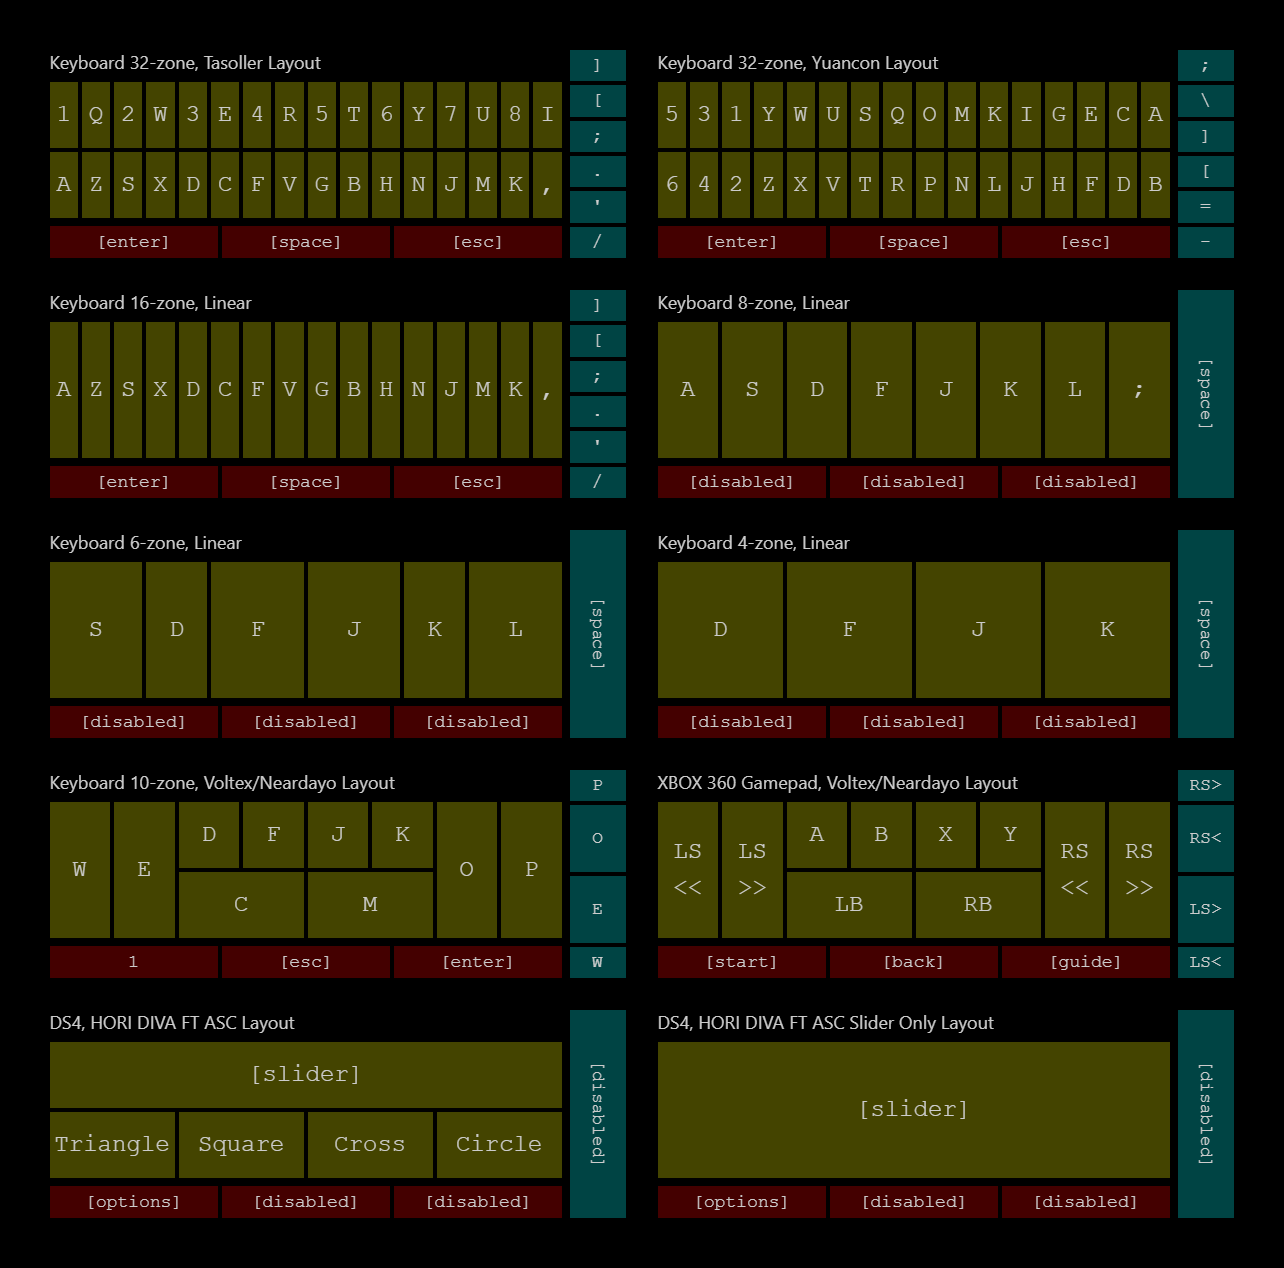 Keyboard 32-zone, Tasoller Layout
1 Q 2 W 3 E 4 R 5 T 6 Y 7 U 8 I
A Z S X D C F V G B H N J M K ,
[enter] [space] [esc]
]
[
;
.
'
/
Keyboard 32-zone, Yuancon Layout
5 3 1 Y W U S Q O M K I G E C A
6 4 2 Z X V T R P N L J H F D B
[enter] [space] [esc]
;
\
]
[
=
-
Keyboard 16-zone, Linear
A Z S X D C F V G B H N J M K ,
[enter] [space] [esc]
]
[
;
.
'
/
Keyboard 8-zone, Linear
A S D F J K L ;
[disabled] [disabled] [disabled]
[space]
Keyboard 6-zone, Linear
S D F J K L
[disabled] [disabled] [disabled]
[space]
Keyboard 4-zone, Linear
D F J K
[disabled] [disabled] [disabled]
[space]
Keyboard 10-zone, Voltex/Neardayo Layout
D F J K
W E O P
C M
1 [esc] [enter]
P
O
E
W
XBOX 360 Gamepad, Voltex/Neardayo Layout
A B X Y
LS LS RS RS
<< >> << >>
LB RB
[start] [back] [guide]
RS>
RS<
LS>
LS<
DS4, HORI DIVA FT ASC Layout
[slider]
Triangle Square Cross Circle
[options] [disabled] [disabled]
[disabled]
DS4, HORI DIVA FT ASC Slider Only Layout
[slider]
[options] [disabled] [disabled]
[disabled]